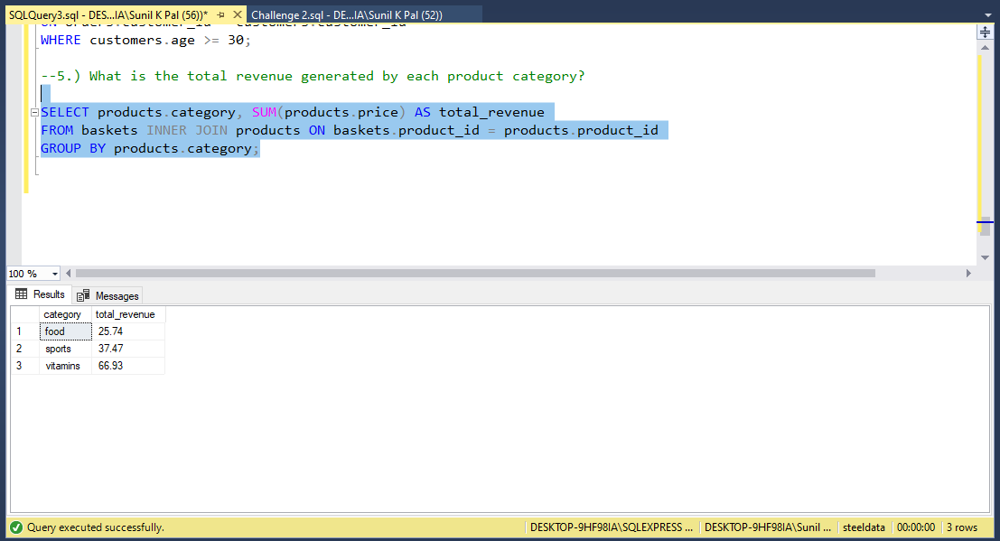 SQLQuery3.sql - DES...IA\Sunil K Pal (56))* Challenge 2.sql - DE...IA\Sunil K Pal (52))
ON orders.customer_id = customers.customer_id
WHERE customers.age >= 30;
--5.) What is the total revenue generated by each product category?
SELECT products.category, SUM(products.price) AS total_revenue
FROM baskets INNER JOIN products ON baskets.product_id = products.product_id
GROUP BY products.category;
100 %
Results Messages
category total_revenue
1 food 25.74
2 sports 37.47
3 vitamins 66.93
Query executed successfully. DESKTOP-9HF98IA\SQLEXPRESS ... DESKTOP-9HF98IA\Sunil ... steeldata 00:00:00 3 rows